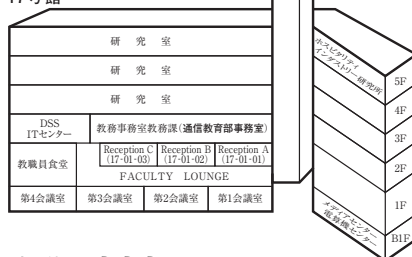 研 究 室
研 究 室
研 究 室
DSS
ITセンター
教務事務室教務課(通信教育部事務室)
教職員食堂
Reception C
(17-01-03)
Reception B
(17-01-02)
Reception A
(17-01-01)
FACULTY LOUNGE
第4会議室
第3会議室
第2会議室
第1会議室
ホスピタリティ
インダストリー研究所
メディアセンター
電算機センター
5F
4F
3F
2F
1F
B1F